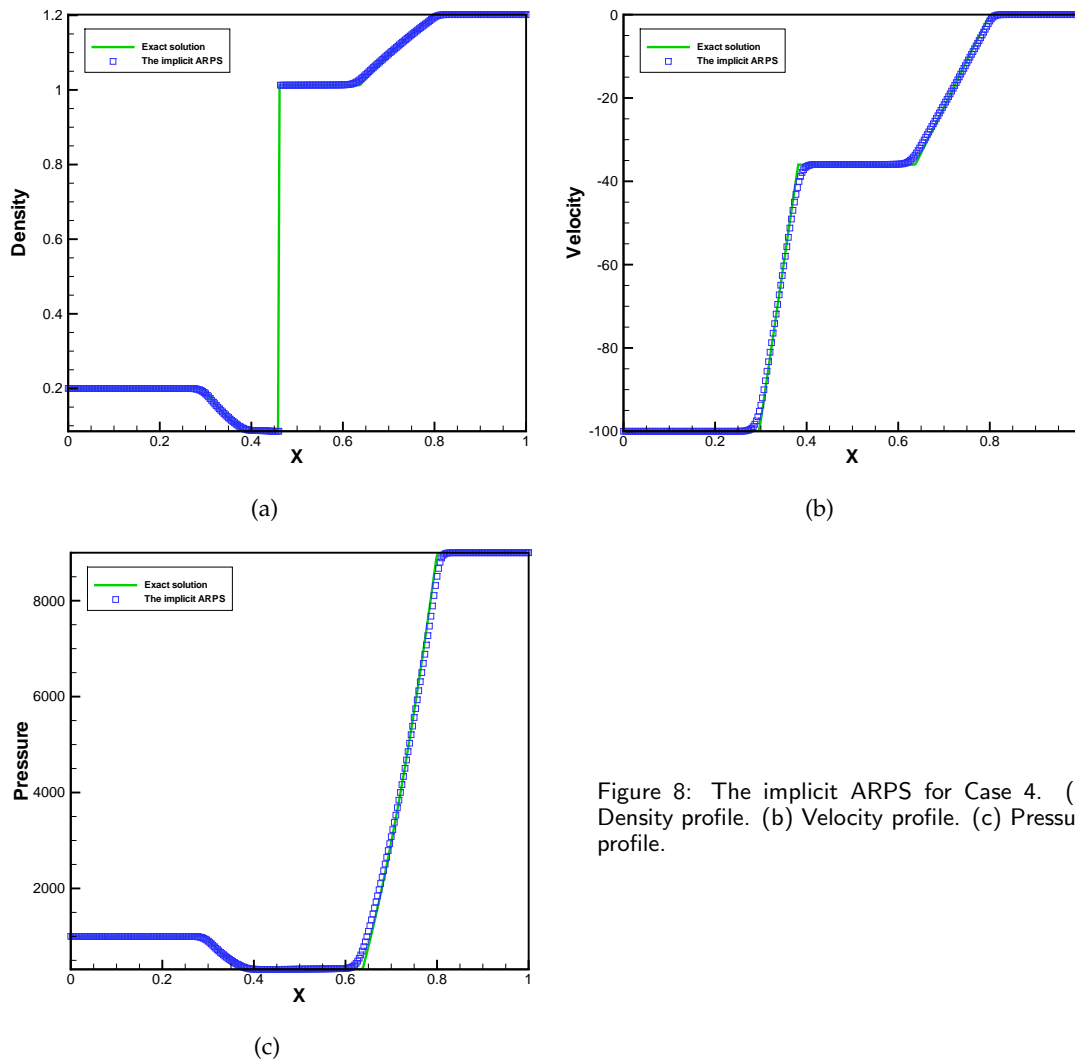 1.2
1
0.8
0.6
0.4
0.2
Density
Exact solution
The implicit ARPS
0 0.2 0.4 0.6 0.8 1
X
(a)
0
-20
-40
-60
-80
-100
Velocity
Exact solution
The implicit ARPS
0 0.2 0.4 0.6 0.8
X
(b)
8000
6000
4000
2000
Pressure
Exact solution
The implicit ARPS
0 0.2 0.4 0.6 0.8 1
X
(c)
Figure 8: The implicit ARPS for Case 4. (
Density profile. (b) Velocity profile. (c) Pressu
profile.